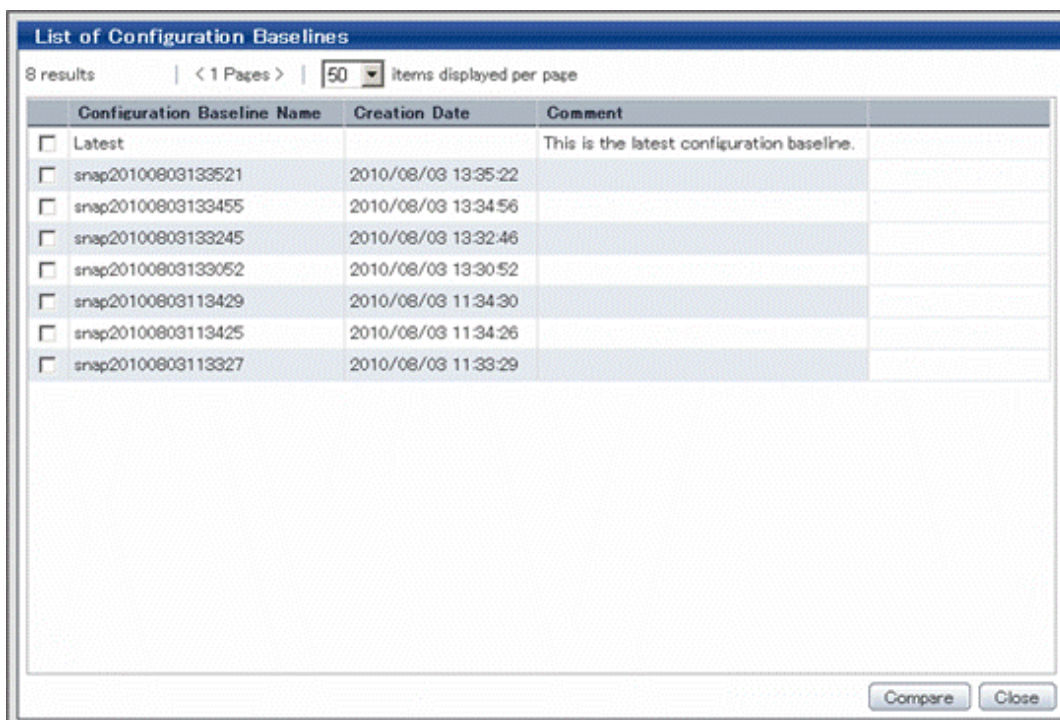 List of Configuration Baselines
8 results | < 1 Pages > | 50 items displayed per page
Configuration Baseline Name Creation Date Comment
Latest This is the latest configuration baseline.
snap20100803133521 2010/08/03 13:35:22
snap20100803133455 2010/08/03 13:34:56
snap20100803133245 2010/08/03 13:32:46
snap20100803133052 2010/08/03 13:30:52
snap20100803113429 2010/08/03 11:34:30
snap20100803113425 2010/08/03 11:34:26
snap20100803113327 2010/08/03 11:33:29
Compare Close